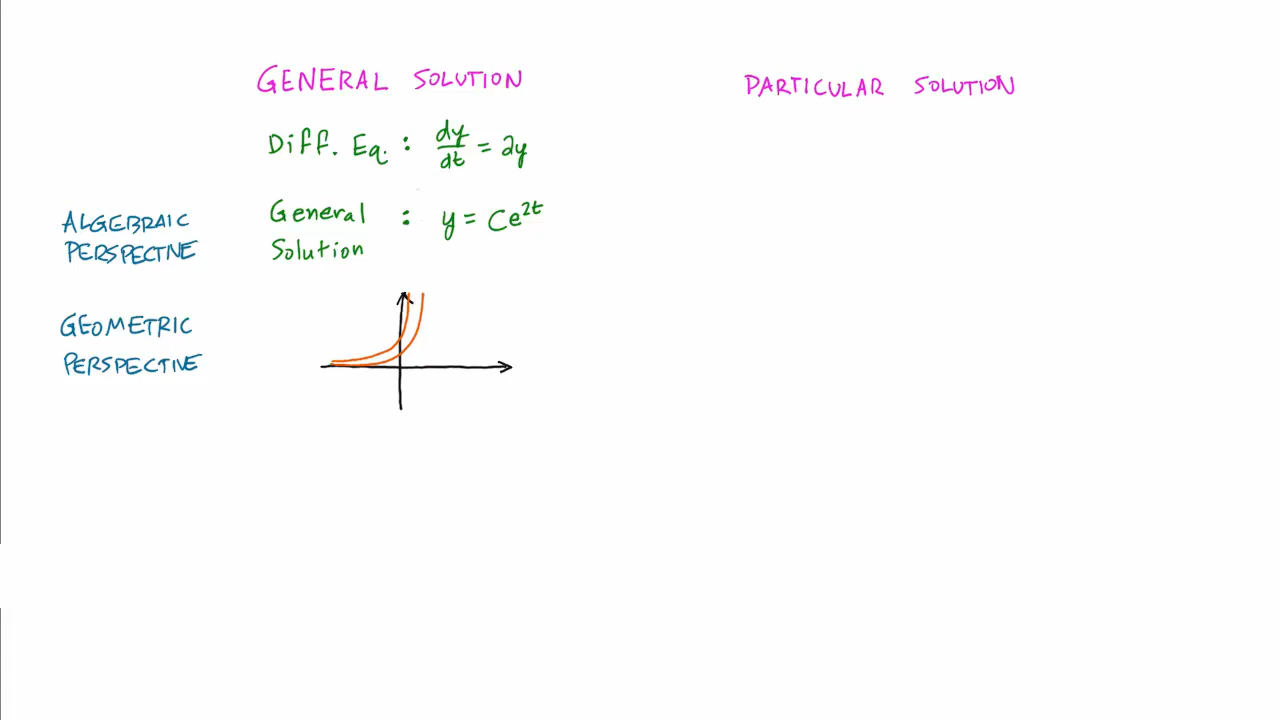 GENERAL SOLUTION
PARTICULAR SOLUTION
Diff. Eq. : dy/dt = 2y
ALGEBRAIC
PERSPECTIVE
General : y = Ce^2t
Solution
GEOMETRIC
PERSPECTIVE